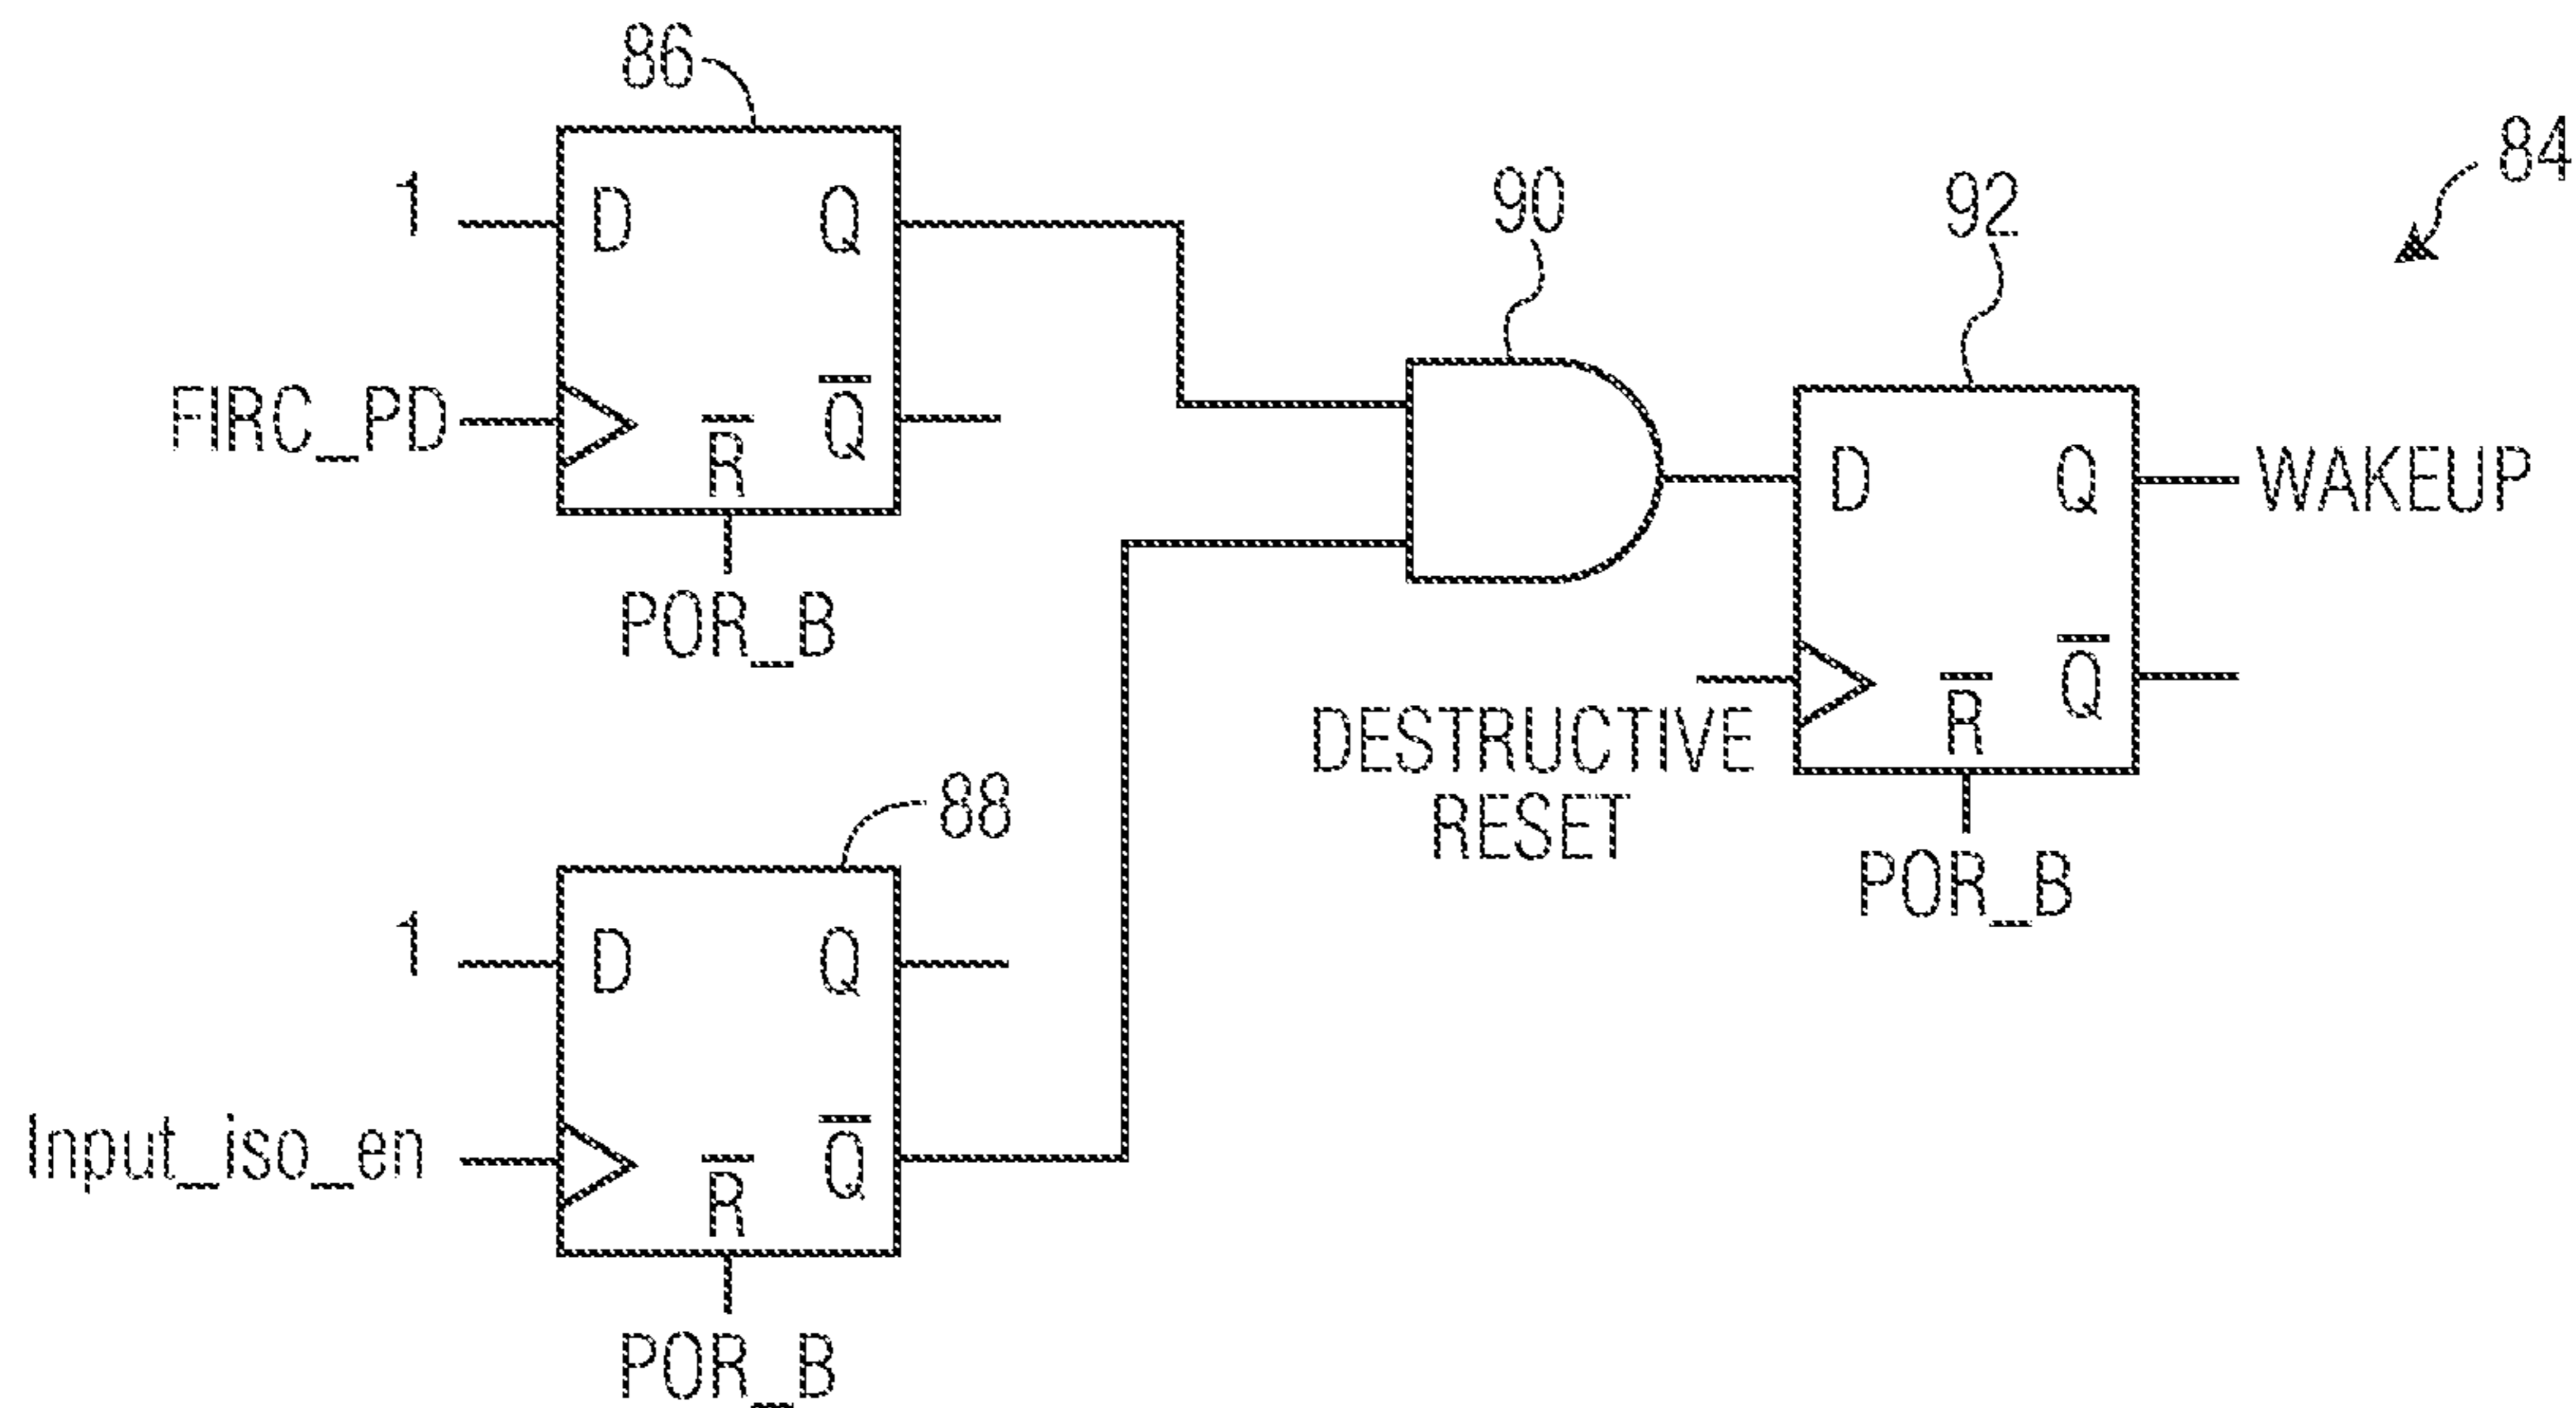 86
84
1
D
Q
90
92
FIRC_PD
R̅
Q̅
D
Q
WAKEUP
POR_B
DESTRUCTIVE
RESET
R̅
Q̅
88
POR_B
1
D
Q
Input_iso_en
R̅
Q̅
POR_B